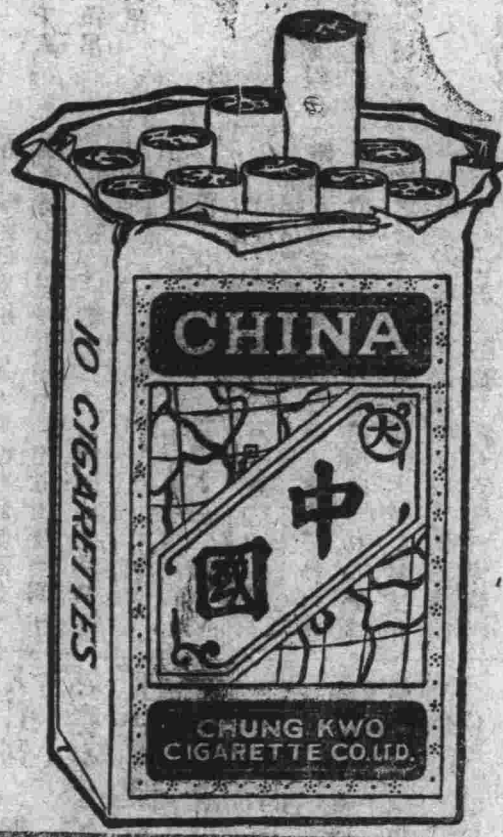 CHINA
大
中國
CHUNG KWO
CIGARETTE CO. LTD.
10 CIGARETTES